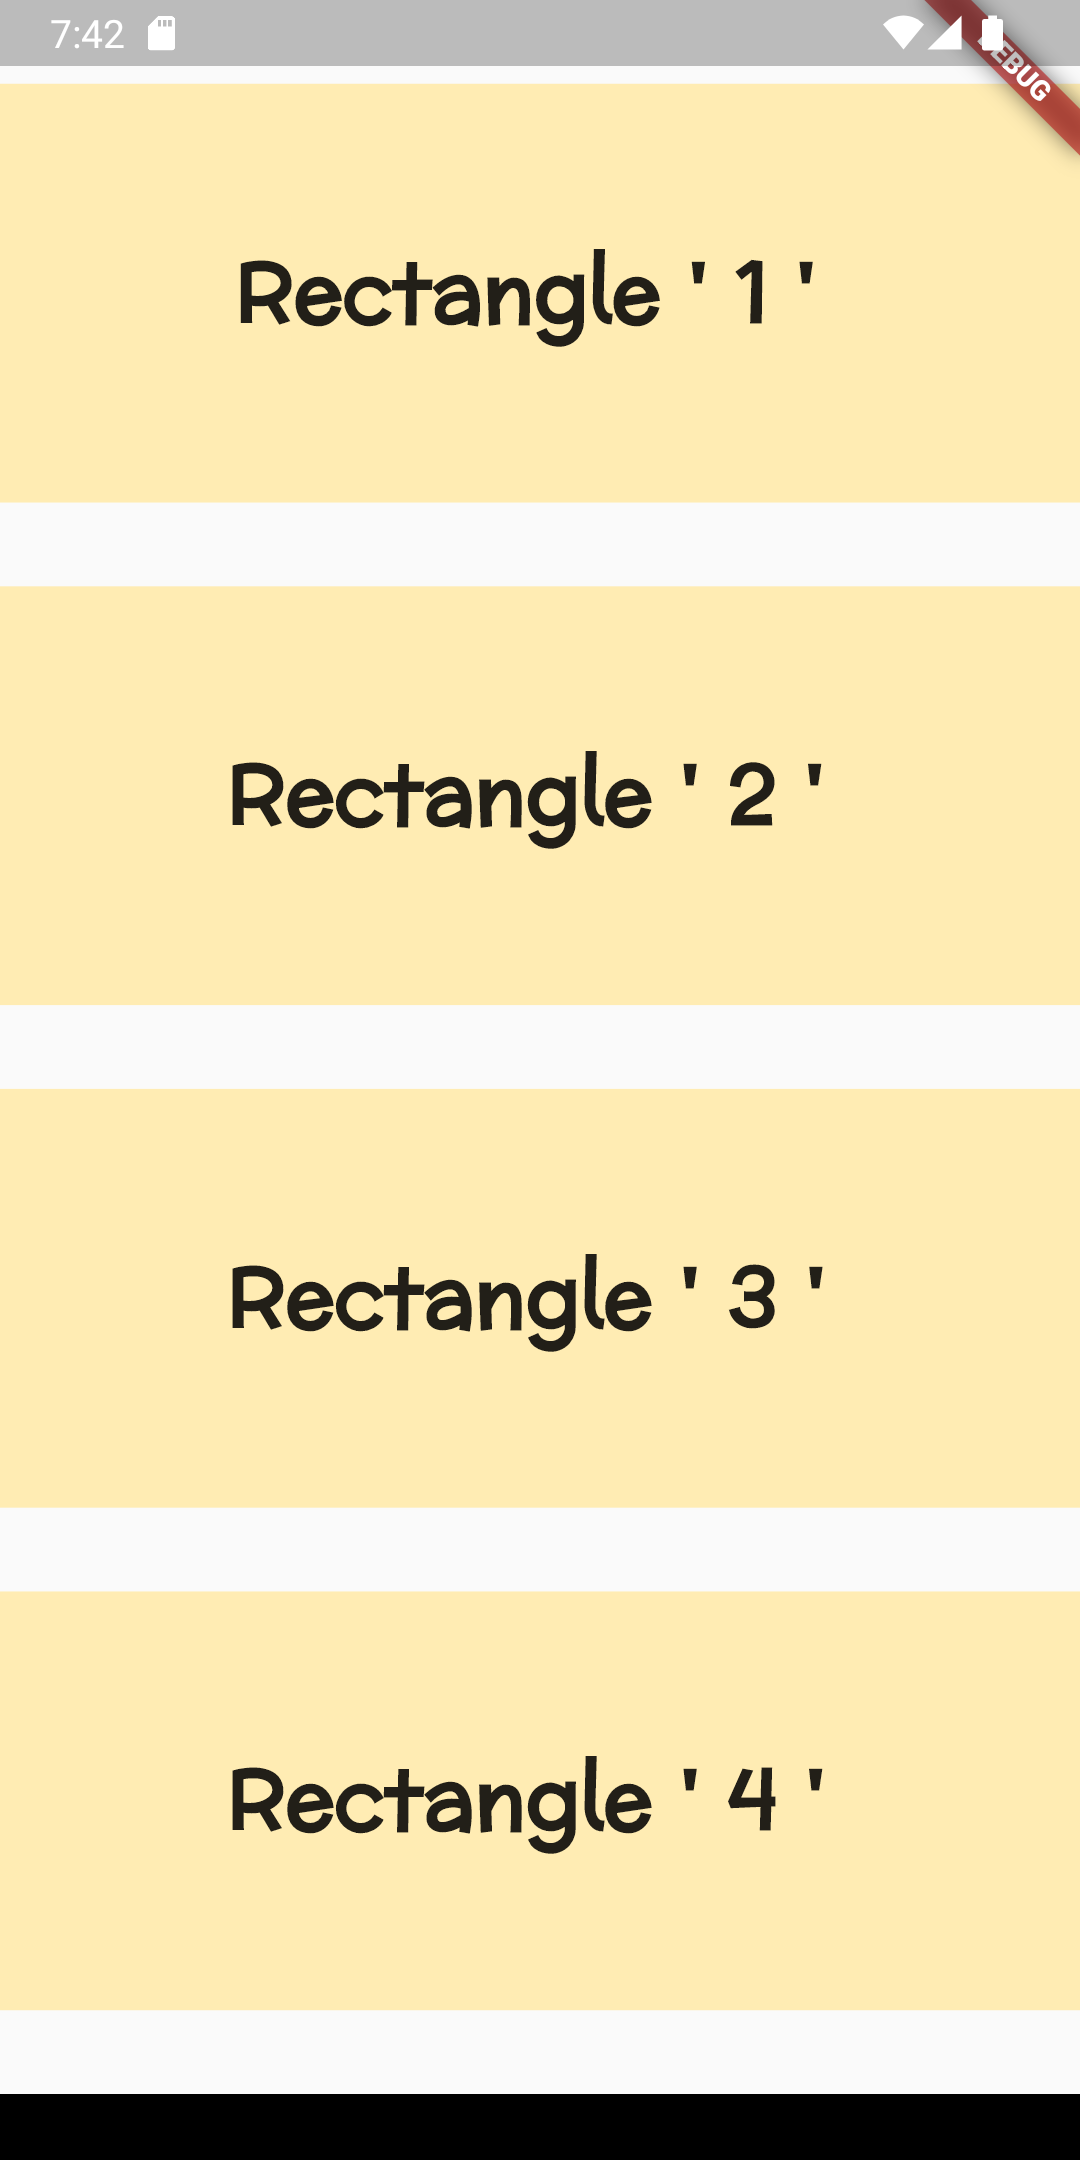 7:42
DEBUG
Rectangle ' 1 '
Rectangle ' 2 '
Rectangle ' 3 '
Rectangle ' 4 '